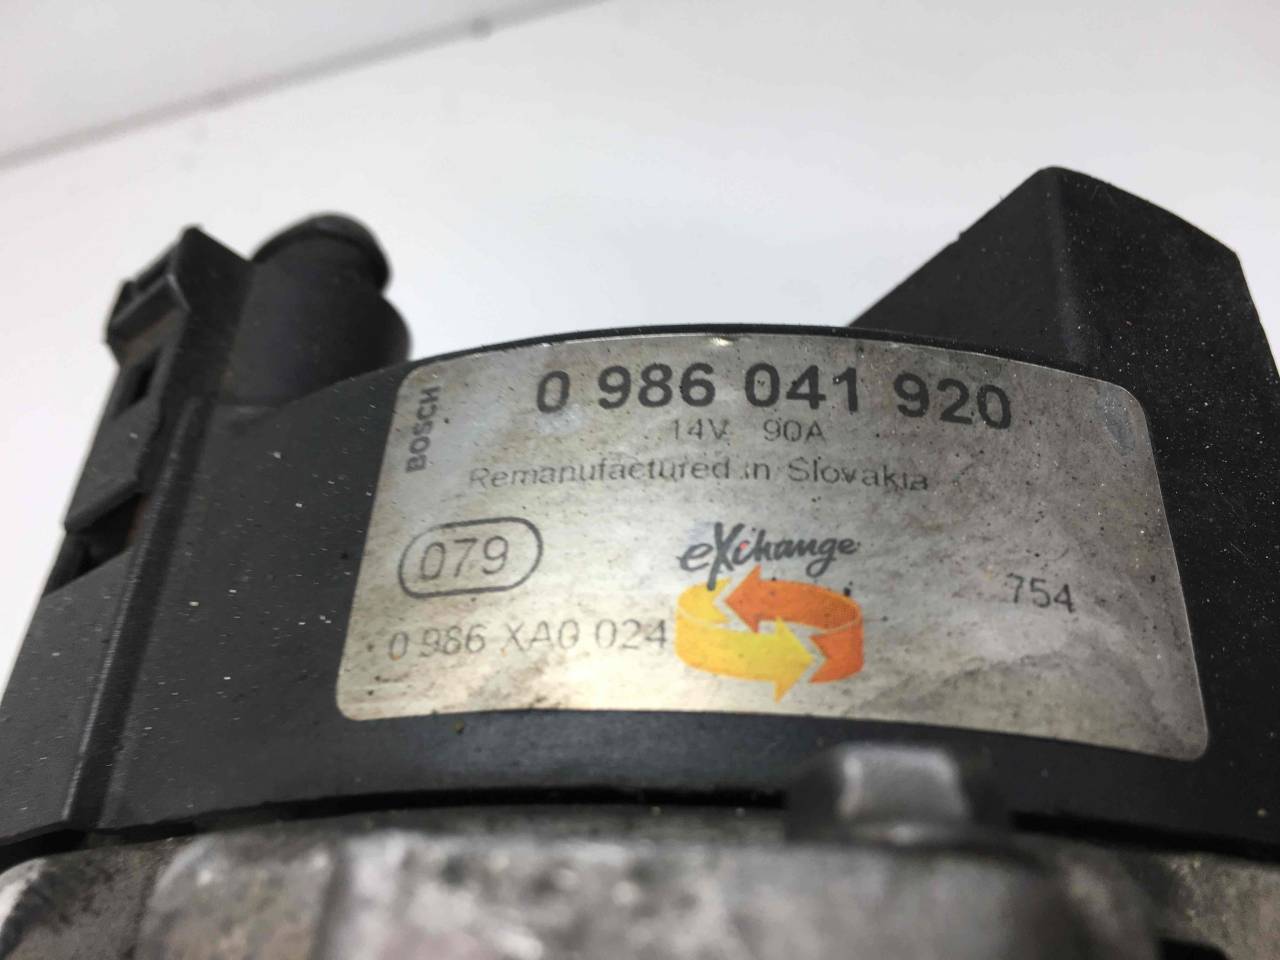 BOSCH
0 986 041 920
14V 90A
Remanufactured in Slovakia
079
eXchange
754
0 986 XA0 024